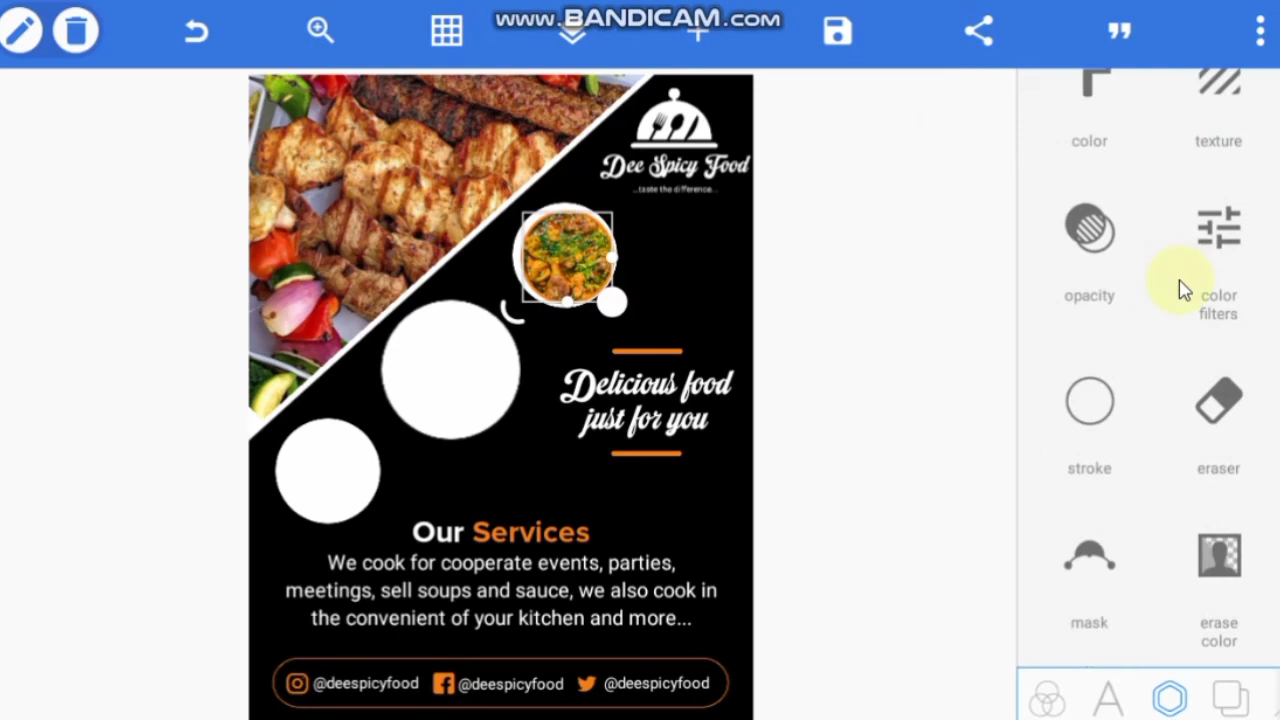 www.BANDICAM.com
color
texture
opacity
color
filters
stroke
eraser
mask
erase
color
Dee Spicy Food
...taste the difference...
Delicious food
just for you
Our Services
We cook for cooperate events, parties,
meetings, sell soups and sauce, we also cook in
the convenient of your kitchen and more...
@deespicyfood
@deespicyfood
@deespicyfood